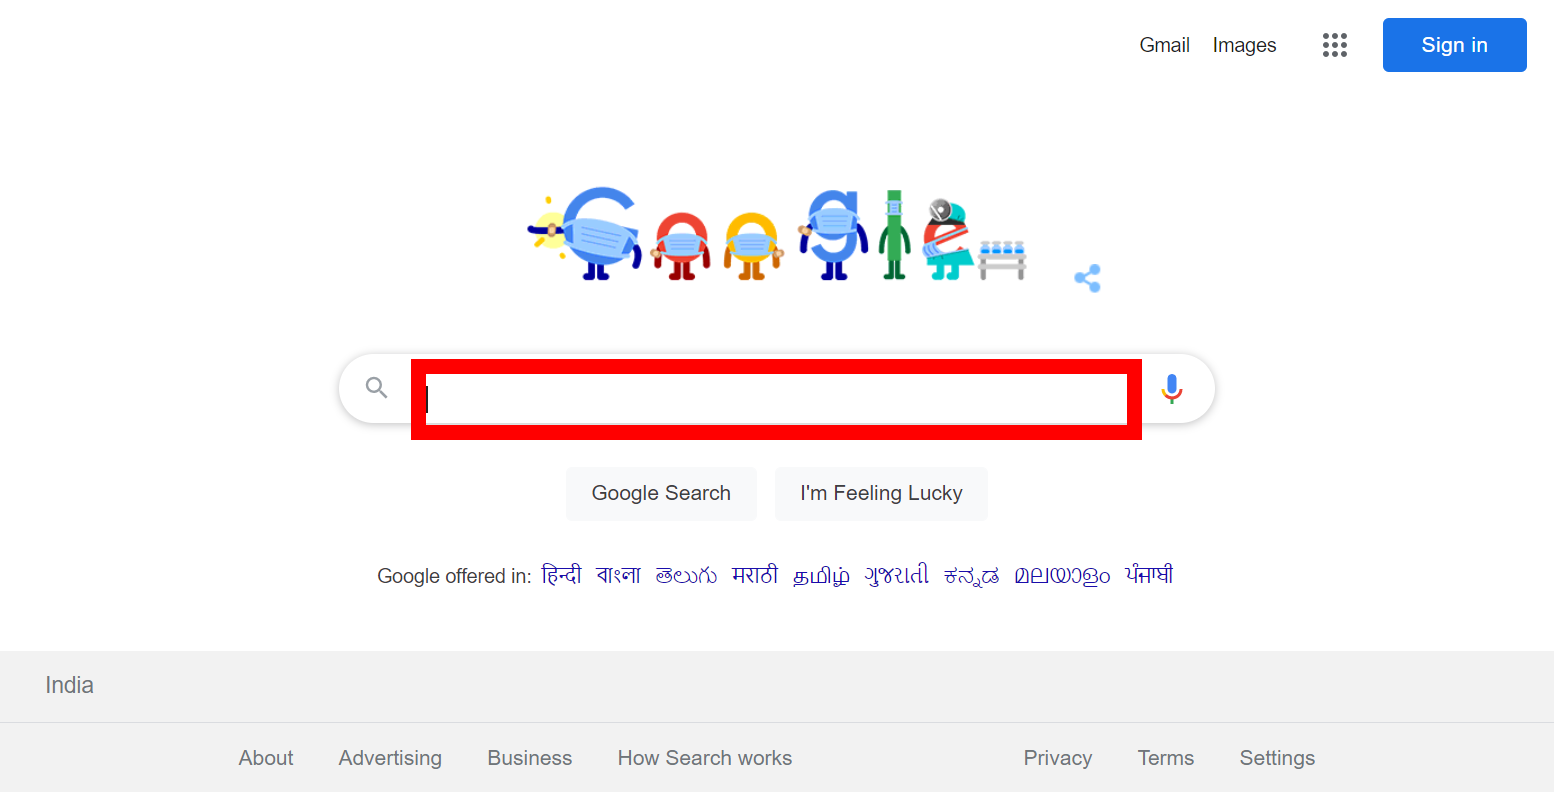 Gmail Images Sign in
Google
Google Search I'm Feeling Lucky
Google offered in: हिन्दी বাংলা తెలుగు मराठी தமிழ் ગુજરાતી ಕನ್ನಡ മലയാളം ਪੰਜਾਬੀ
India
About Advertising Business How Search works Privacy Terms Settings